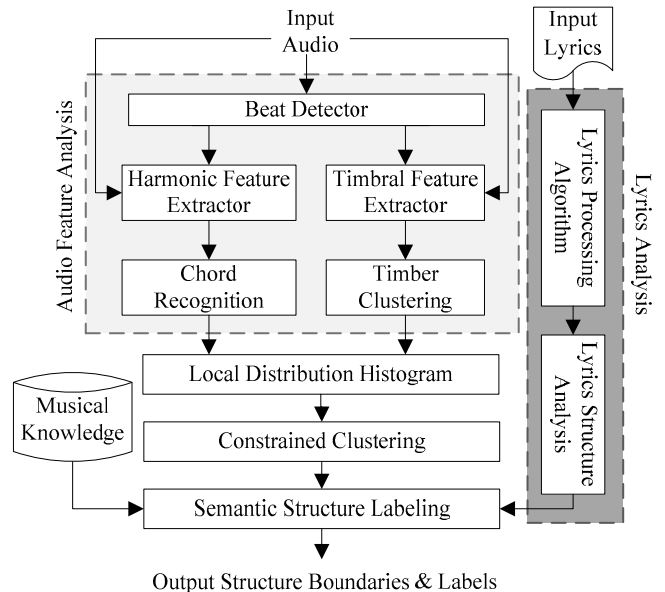 Input
Audio
Input
Lyrics
Audio Feature Analysis
Beat Detector
Harmonic Feature
Extractor
Timbral Feature
Extractor
Chord
Recognition
Timber
Clustering
Lyrics Processing
Algorithm
Lyrics Structure
Analysis
Lyrics Analysis
Local Distribution Histogram
Musical
Knowledge
Constrained Clustering
Semantic Structure Labeling
Output Structure Boundaries & Labels